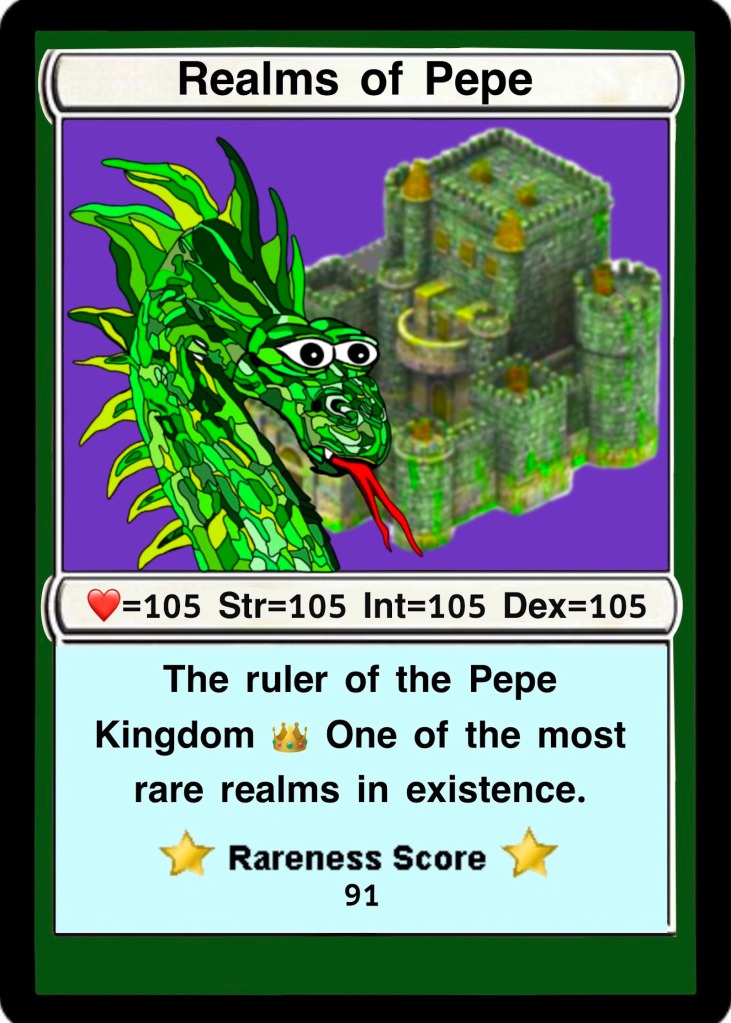 Realms of Pepe
❤️=105 Str=105 Int=105 Dex=105
The ruler of the Pepe
Kingdom 👑 One of the most
rare realms in existence.
Rareness Score
91